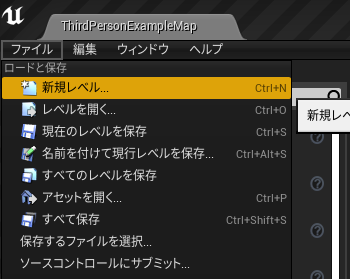 ThirdPersonExampleMap
ファイル 編集 ウィンドウ ヘルプ
ロードと保存
新規レベル... Ctrl+N
レベルを開く... Ctrl+O
現在のレベルを保存 Ctrl+S
名前を付けて現行レベルを保存... Ctrl+Alt+S
すべてのレベルを保存
アセットを開く... Ctrl+P
すべて保存 Ctrl+Shift+S
保存するファイルを選択...
ソースコントロールにサブミット...
新規レベ